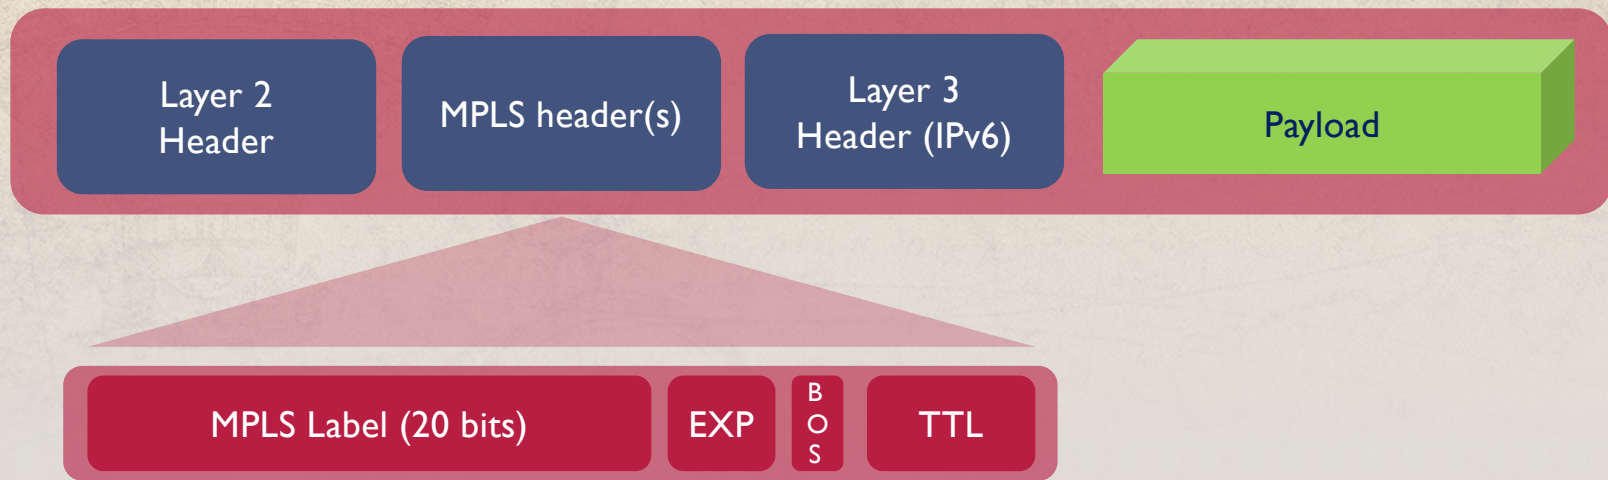 Layer 2
Header
MPLS header(s)
Layer 3
Header (IPv6)
Payload
MPLS Label (20 bits)
EXP
B
O
S
TTL